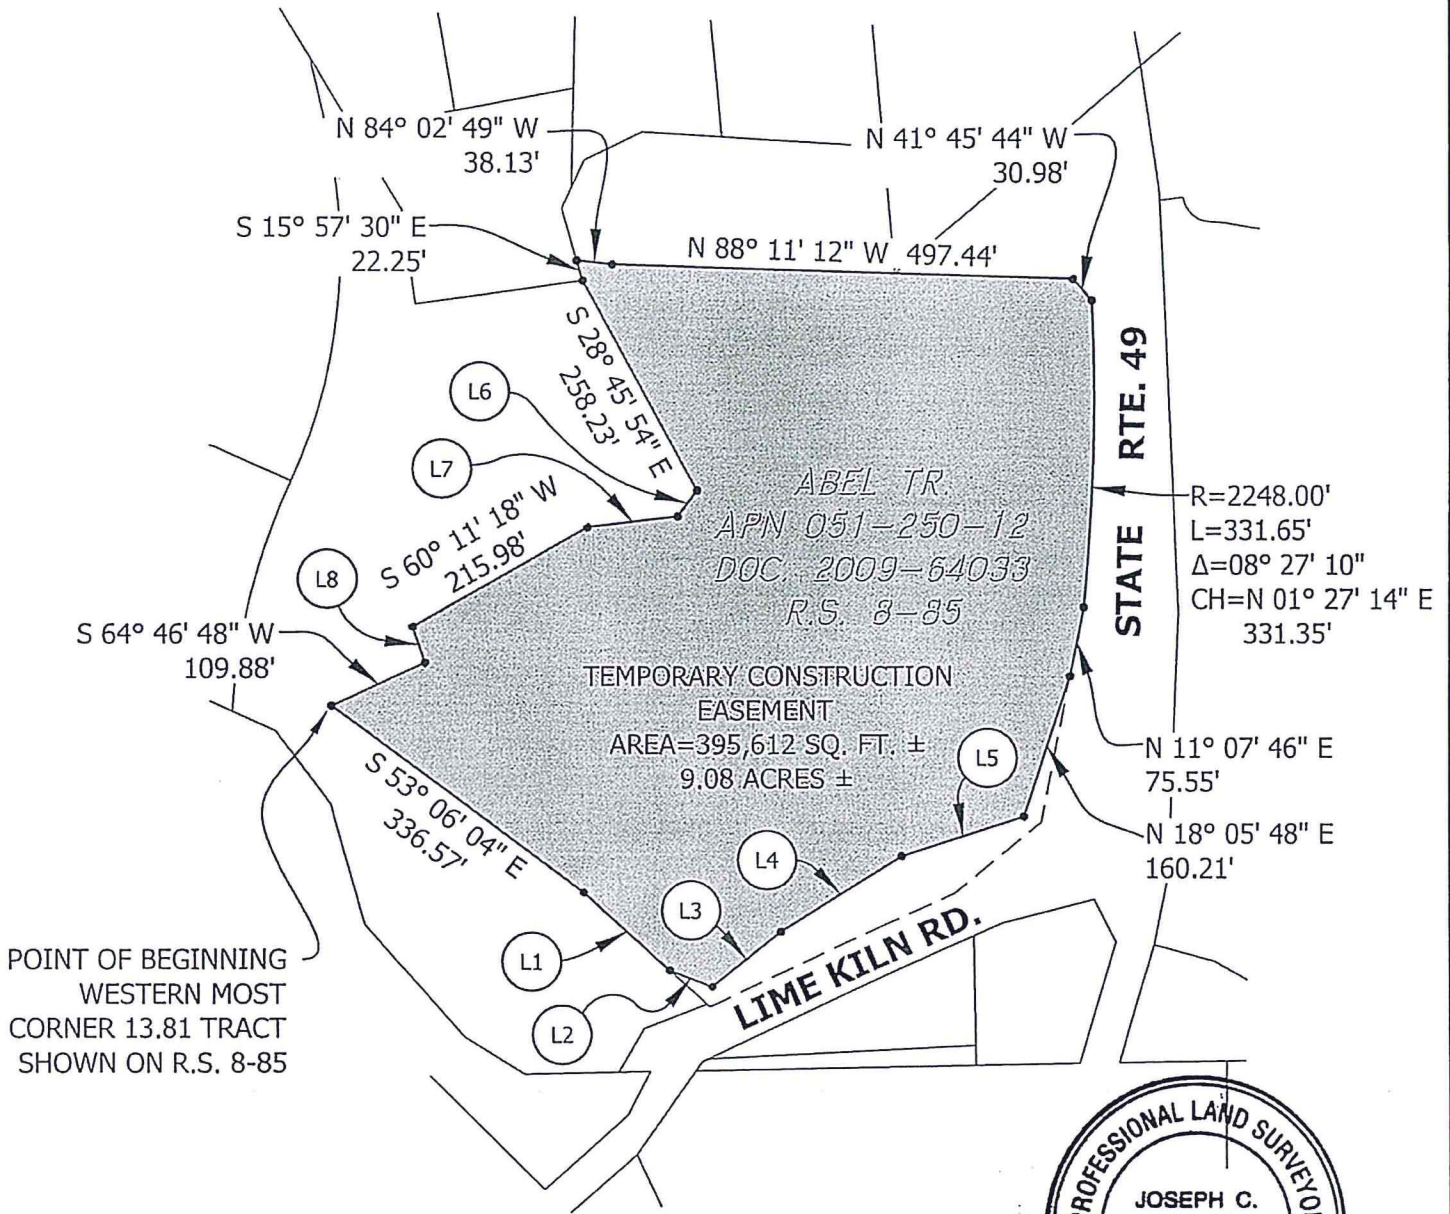 N 84° 02' 49" W
38.13'
N 41° 45' 44" W
30.98'
S 15° 57' 30" E
22.25'
N 88° 11' 12" W 497.44'
S 28° 45' 54" E
258.23'
L6
L7
STATE RTE. 49
ABEL TR.
APN 051-250-12
DOC. 2009-64033
R.S. 8-85
R=2248.00'
L=331.65'
Δ=08° 27' 10"
CH=N 01° 27' 14" E
331.35'
S 60° 11' 18" W
215.98'
L8
S 64° 46' 48" W
109.88'
TEMPORARY CONSTRUCTION
EASEMENT
AREA=395,612 SQ. FT. ±
9.08 ACRES ±
L5
N 11° 07' 46" E
75.55'
N 18° 05' 48" E
160.21'
S 53° 06' 04" E
336.57'
L4
L3
L1
L2
LIME KILN RD.
POINT OF BEGINNING
WESTERN MOST
CORNER 13.81 TRACT
SHOWN ON R.S. 8-85
PROFESSIONAL LAND SURVEYOR
JOSEPH C.